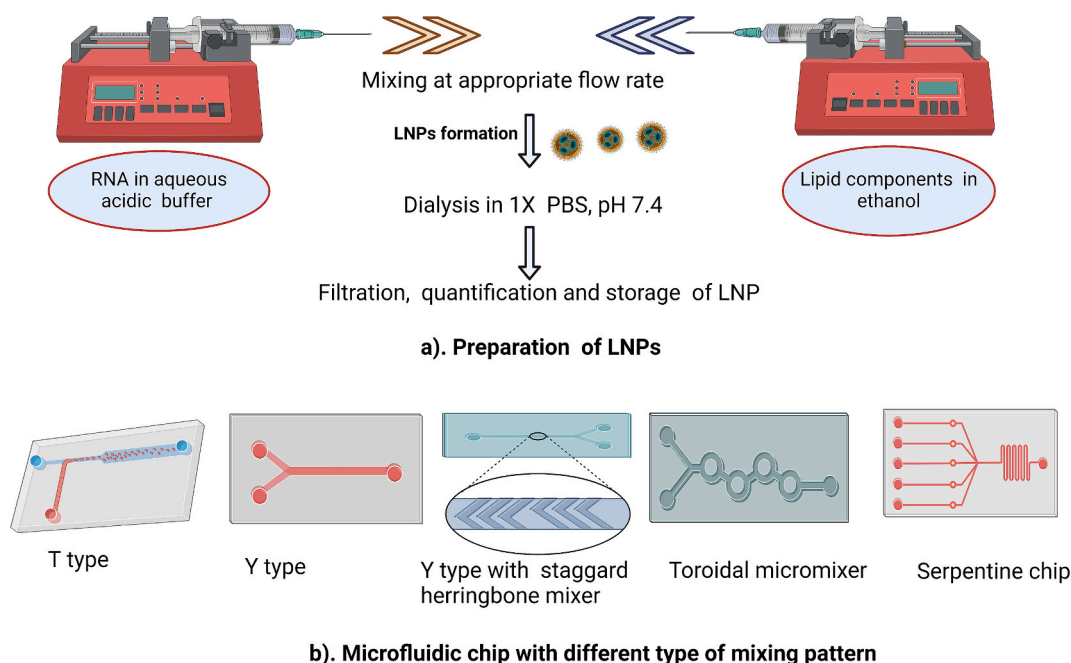 Mixing at appropriate flow rate
LNPs formation
RNA in aqueous
acidic buffer
Lipid components in
ethanol
Dialysis in 1X PBS, pH 7.4
Filtration, quantification and storage of LNP
a). Preparation of LNPs
T type
Y type
Y type with staggard
herringbone mixer
Toroidal micromixer
Serpentine chip
b). Microfluidic chip with different type of mixing pattern